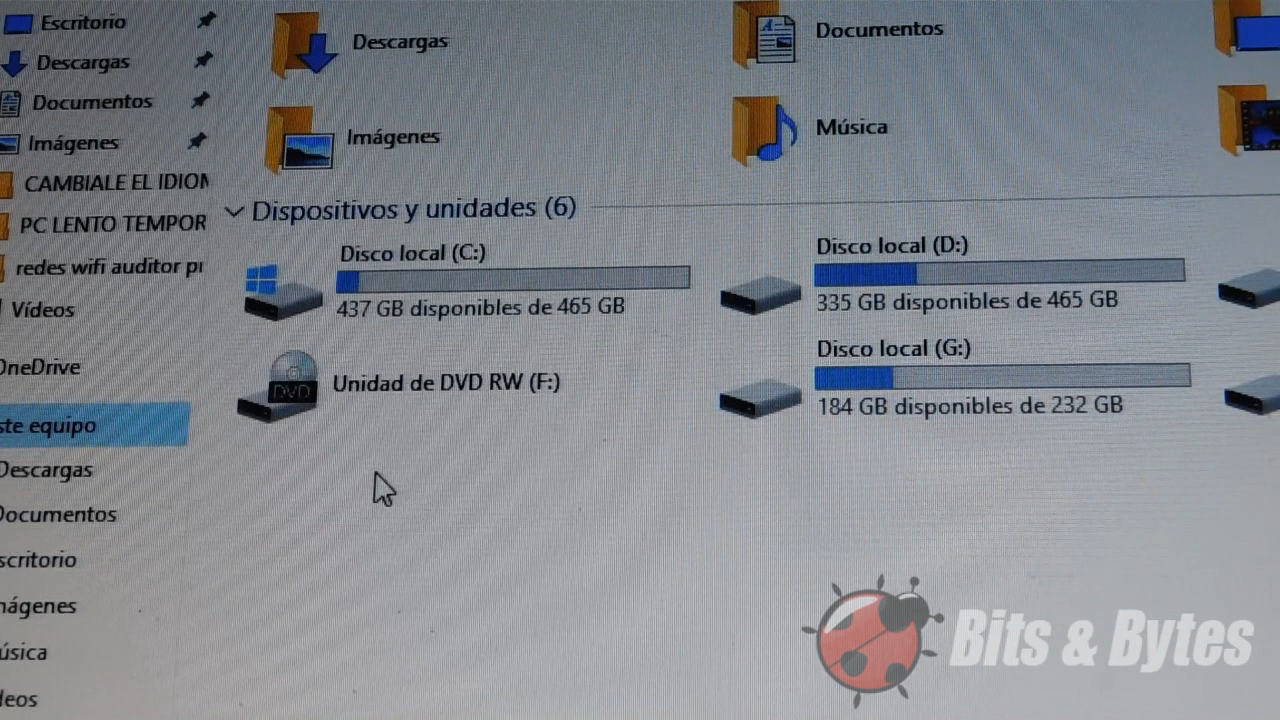 Escritorio
Descargas
Documentos
Imágenes
CAMBIALE EL IDIOM
PC LENTO TEMPOR
redes wifi auditor pr
Vídeos
OneDrive
ste equipo
Descargas
Documentos
scritorio
mágenes
úsica
deos
Descargas
Documentos
Imágenes
Música
Dispositivos y unidades (6)
Disco local (C:)
437 GB disponibles de 465 GB
Disco local (D:)
335 GB disponibles de 465 GB
DVD
Unidad de DVD RW (F:)
Disco local (G:)
184 GB disponibles de 232 GB
Bits & Bytes